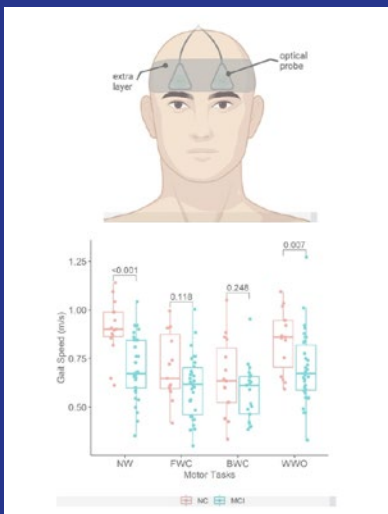 extra
layer
optical
probe
<0.001
0.118
0.248
0.007
1.25
1.00
0.75
0.50
Gait Speed (m/s)
NW
FWC
BWC
WWO
Motor Tasks
NC
MCI